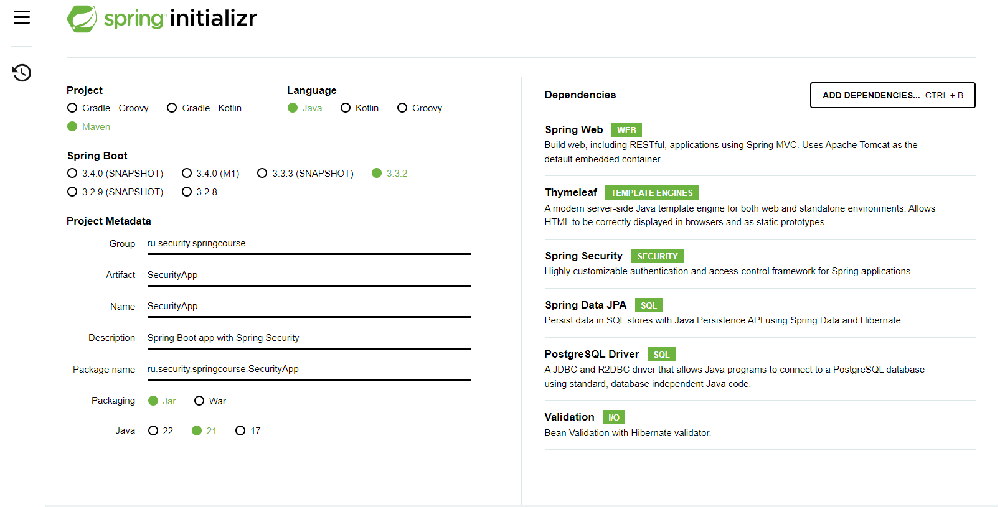 spring initializr
Project
Gradle - Groovy
Gradle - Kotlin
Maven
Language
Java
Kotlin
Groovy
Spring Boot
3.4.0 (SNAPSHOT)
3.4.0 (M1)
3.3.3 (SNAPSHOT)
3.3.2
3.2.9 (SNAPSHOT)
3.2.8
Project Metadata
Group ru.security.springcourse
Artifact SecurityApp
Name SecurityApp
Description Spring Boot app with Spring Security
Package name ru.security.springcourse.SecurityApp
Packaging Jar War
Java 22 21 17
Dependencies
ADD DEPENDENCIES... CTRL + B
Spring Web WEB
Build web, including RESTful, applications using Spring MVC. Uses Apache Tomcat as the
default embedded container.
Thymeleaf TEMPLATE ENGINES
A modern server-side Java template engine for both web and standalone environments. Allows
HTML to be correctly displayed in browsers and as static prototypes.
Spring Security SECURITY
Highly customizable authentication and access-control framework for Spring applications.
Spring Data JPA SQL
Persist data in SQL stores with Java Persistence API using Spring Data and Hibernate.
PostgreSQL Driver SQL
A JDBC and R2DBC driver that allows Java programs to connect to a PostgreSQL database
using standard, database independent Java code.
Validation I/O
Bean Validation with Hibernate validator.